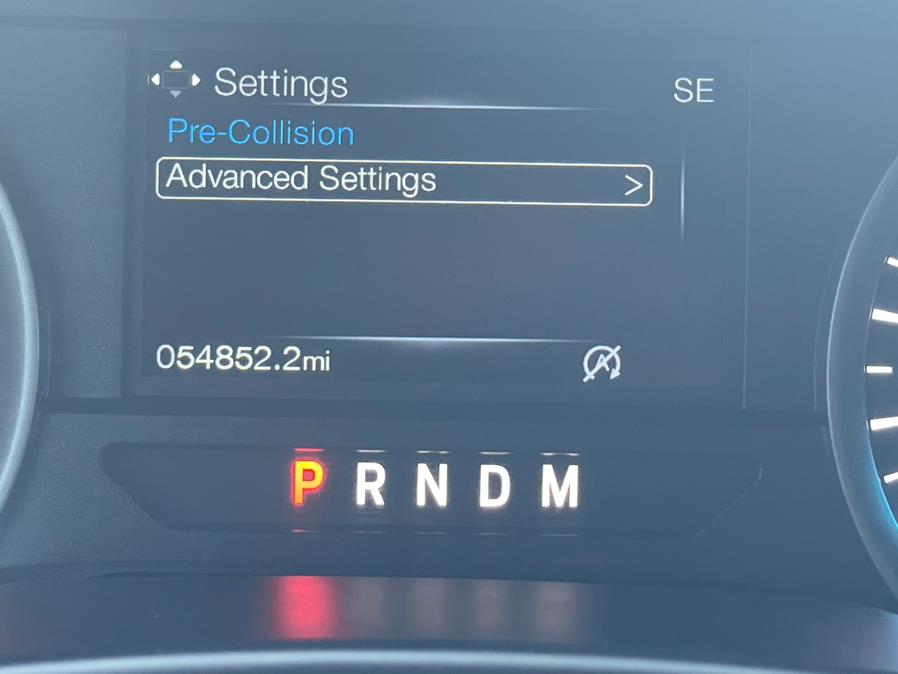 Settings
SE
Pre-Collision
Advanced Settings >
054852.2mi
A
P R N D M